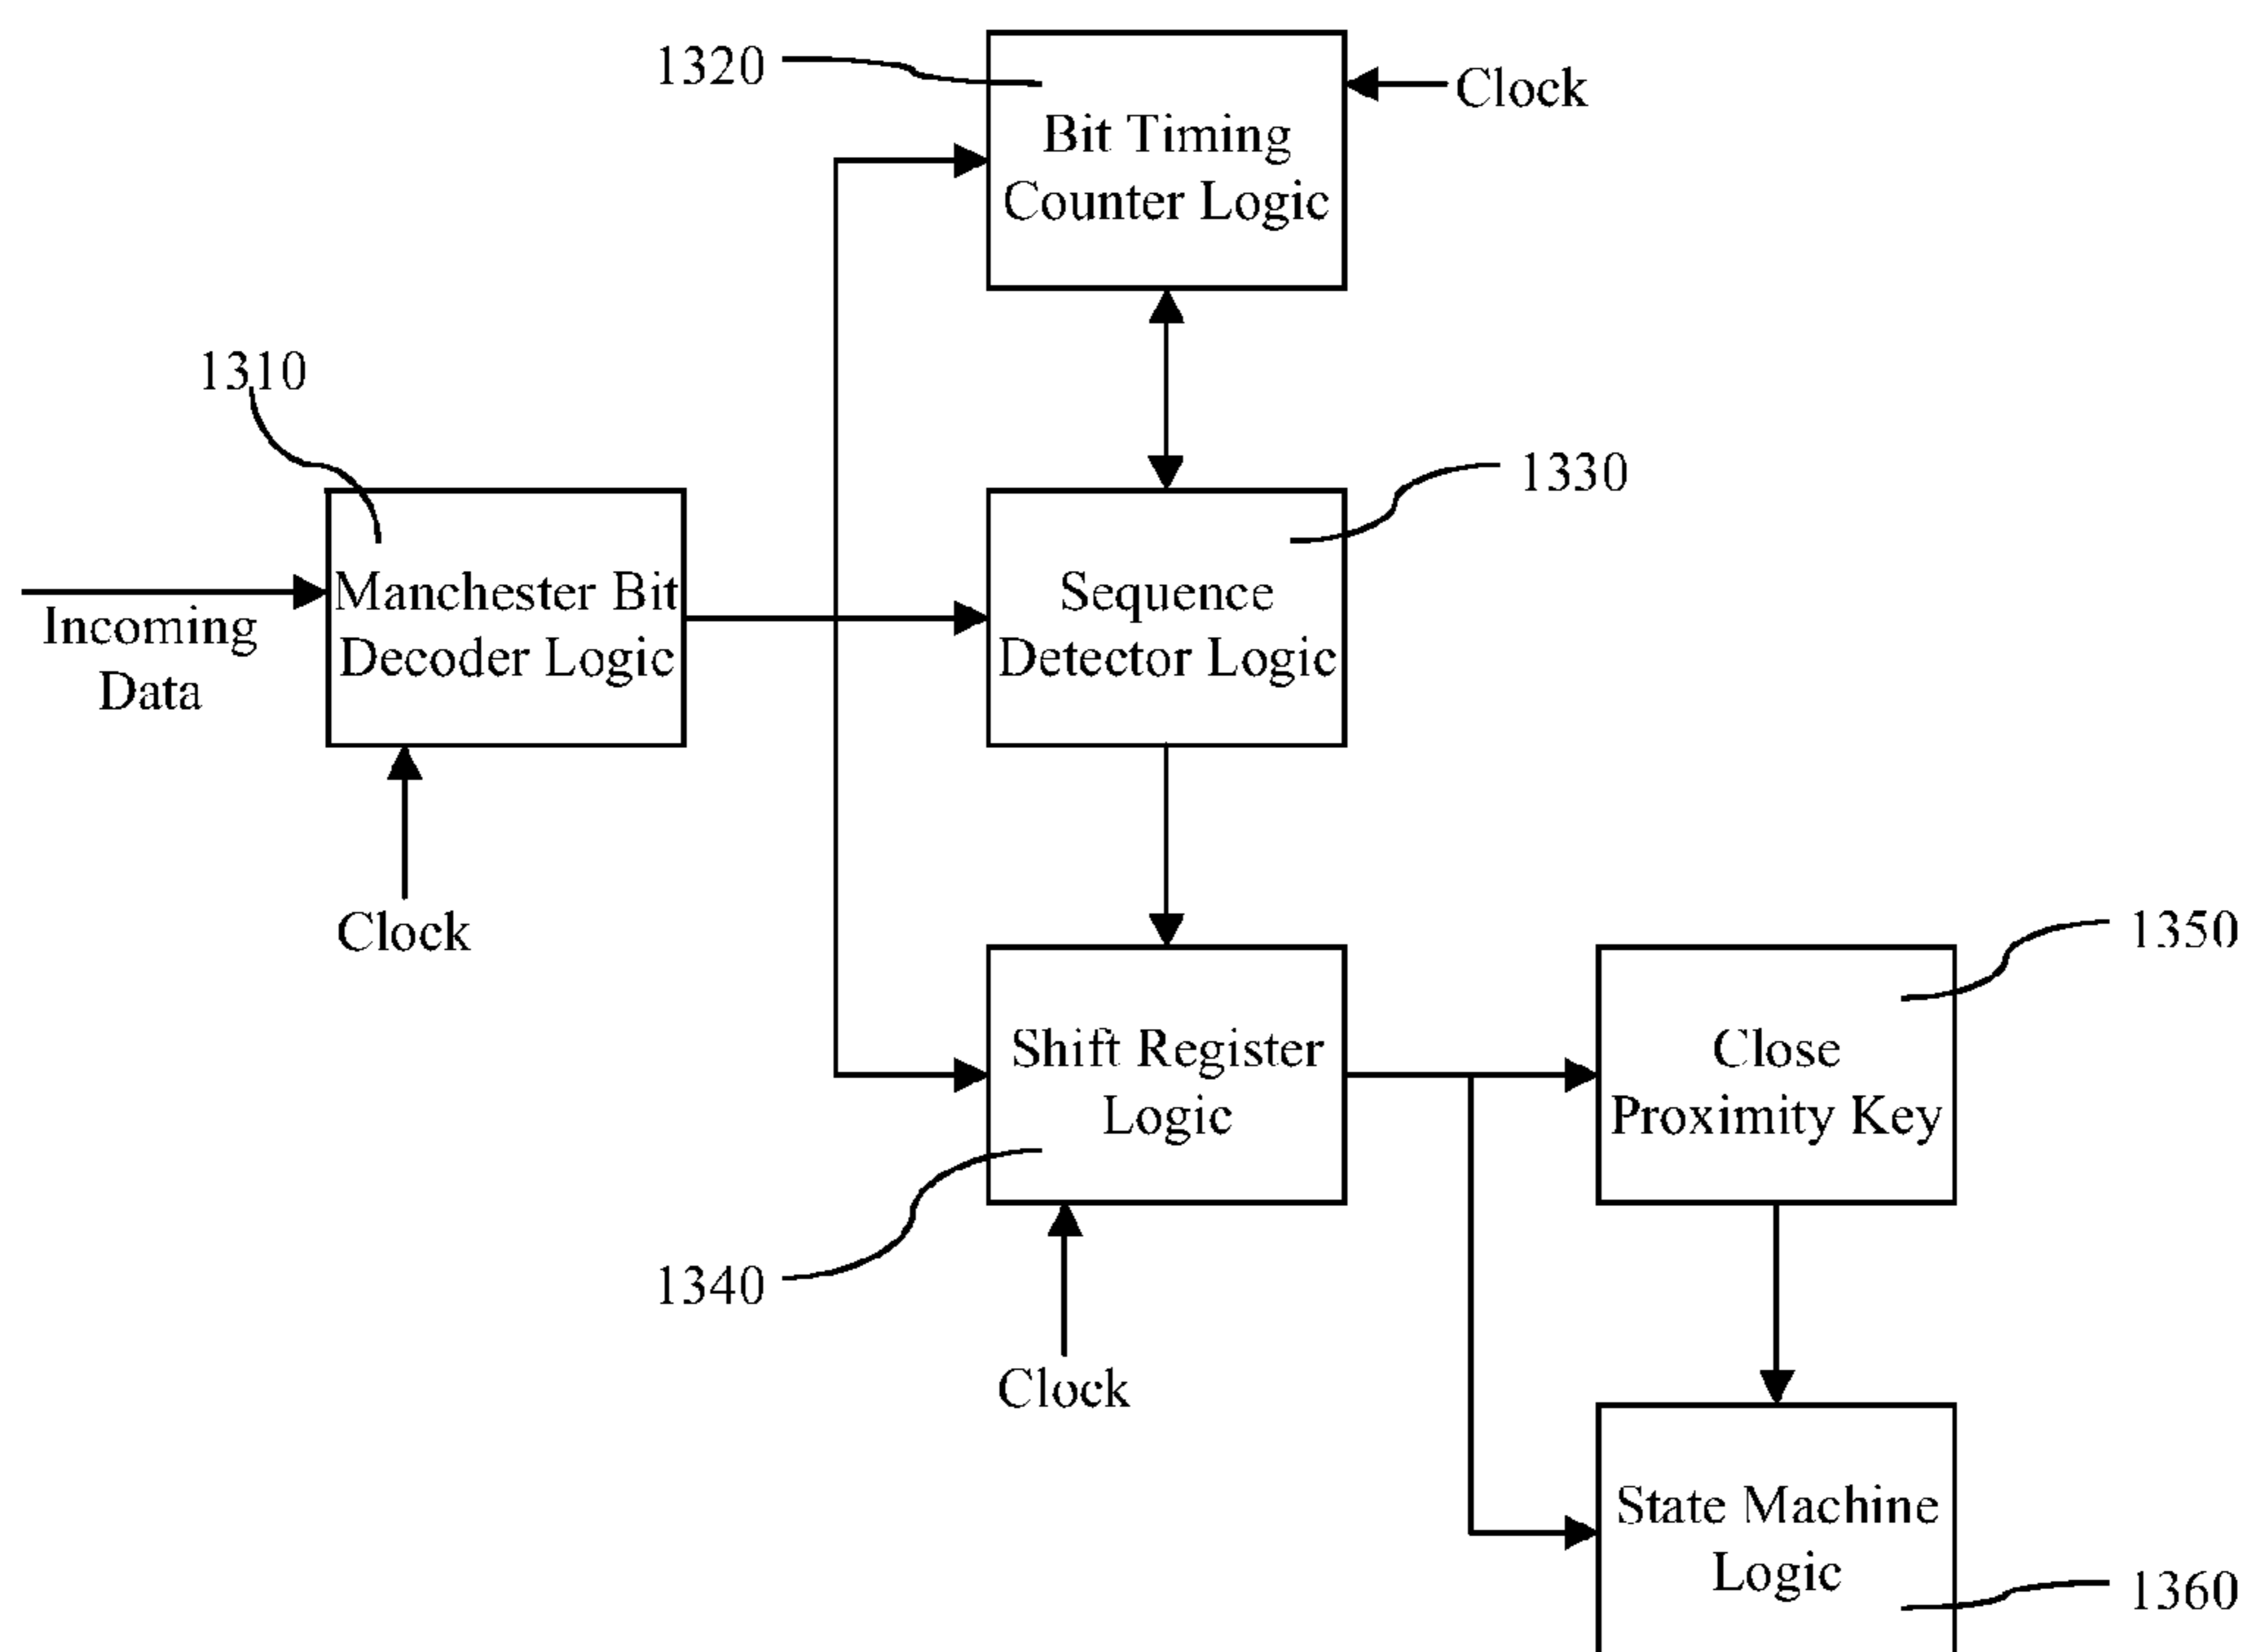 1320
Clock
Bit Timing
Counter Logic
1310
1330
Incoming
Data
Manchester Bit
Decoder Logic
Sequence
Detector Logic
Clock
1350
Shift Register
Logic
Close
Proximity Key
1340
Clock
State Machine
Logic
1360